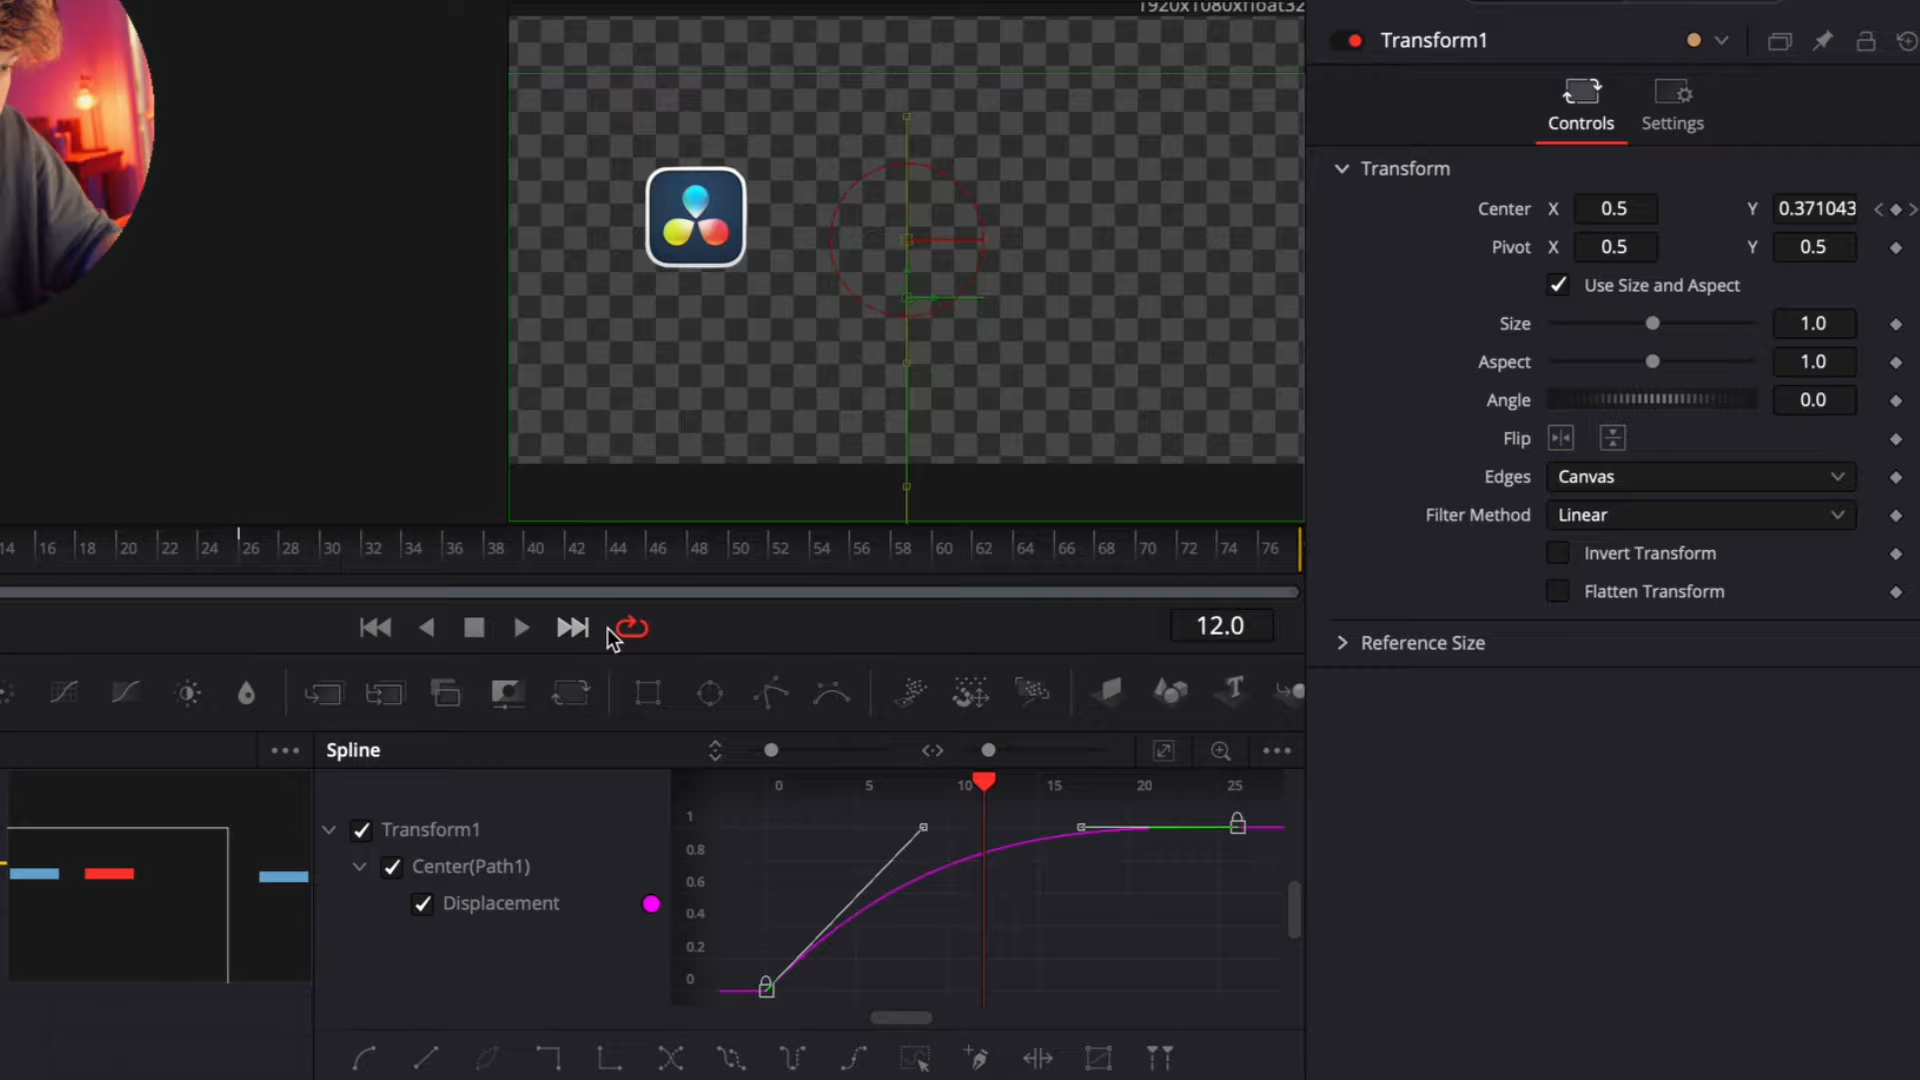 1920x1080xfloat32
Transform1
Controls
Settings
Transform
Center X 0.5 Y 0.371043
Pivot X 0.5 Y 0.5
Use Size and Aspect
Size 1.0
Aspect 1.0
Angle 0.0
Flip
Edges Canvas
Filter Method Linear
Invert Transform
Flatten Transform
Reference Size
14 16 18 20 22 24 26 28 30 32 34 36 38 40 42 44 46 48 50 52 54 56 58 60 62 64 66 68 70 72 74 76
12.0
Spline
0 5 10 15 20 25
Transform1
Center(Path1)
Displacement
1
0.8
0.6
0.4
0.2
0